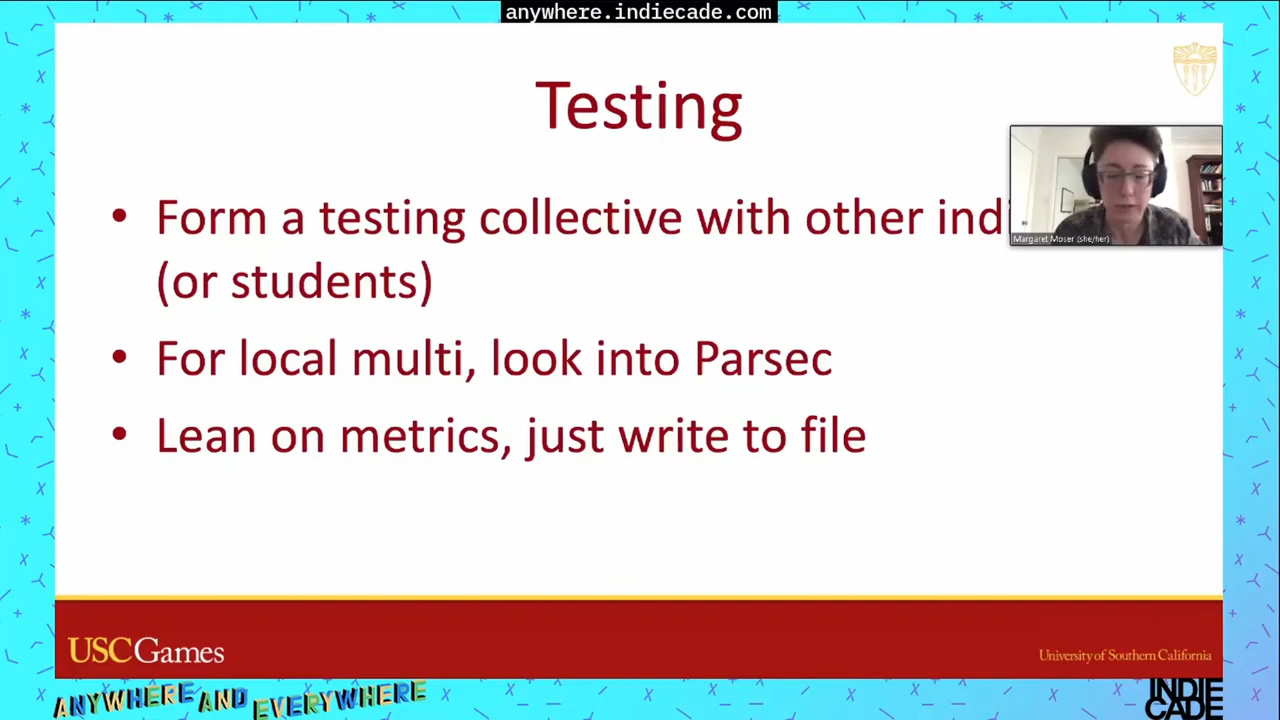 anywhere.indiecade.com
Testing
• Form a testing collective with other ind
(or students)
• For local multi, look into Parsec
• Lean on metrics, just write to file
Margaret Moser (she/her)
USCGames
University of Southern California
ANYWHERE AND EVERYWHERE
INDIE
CADE